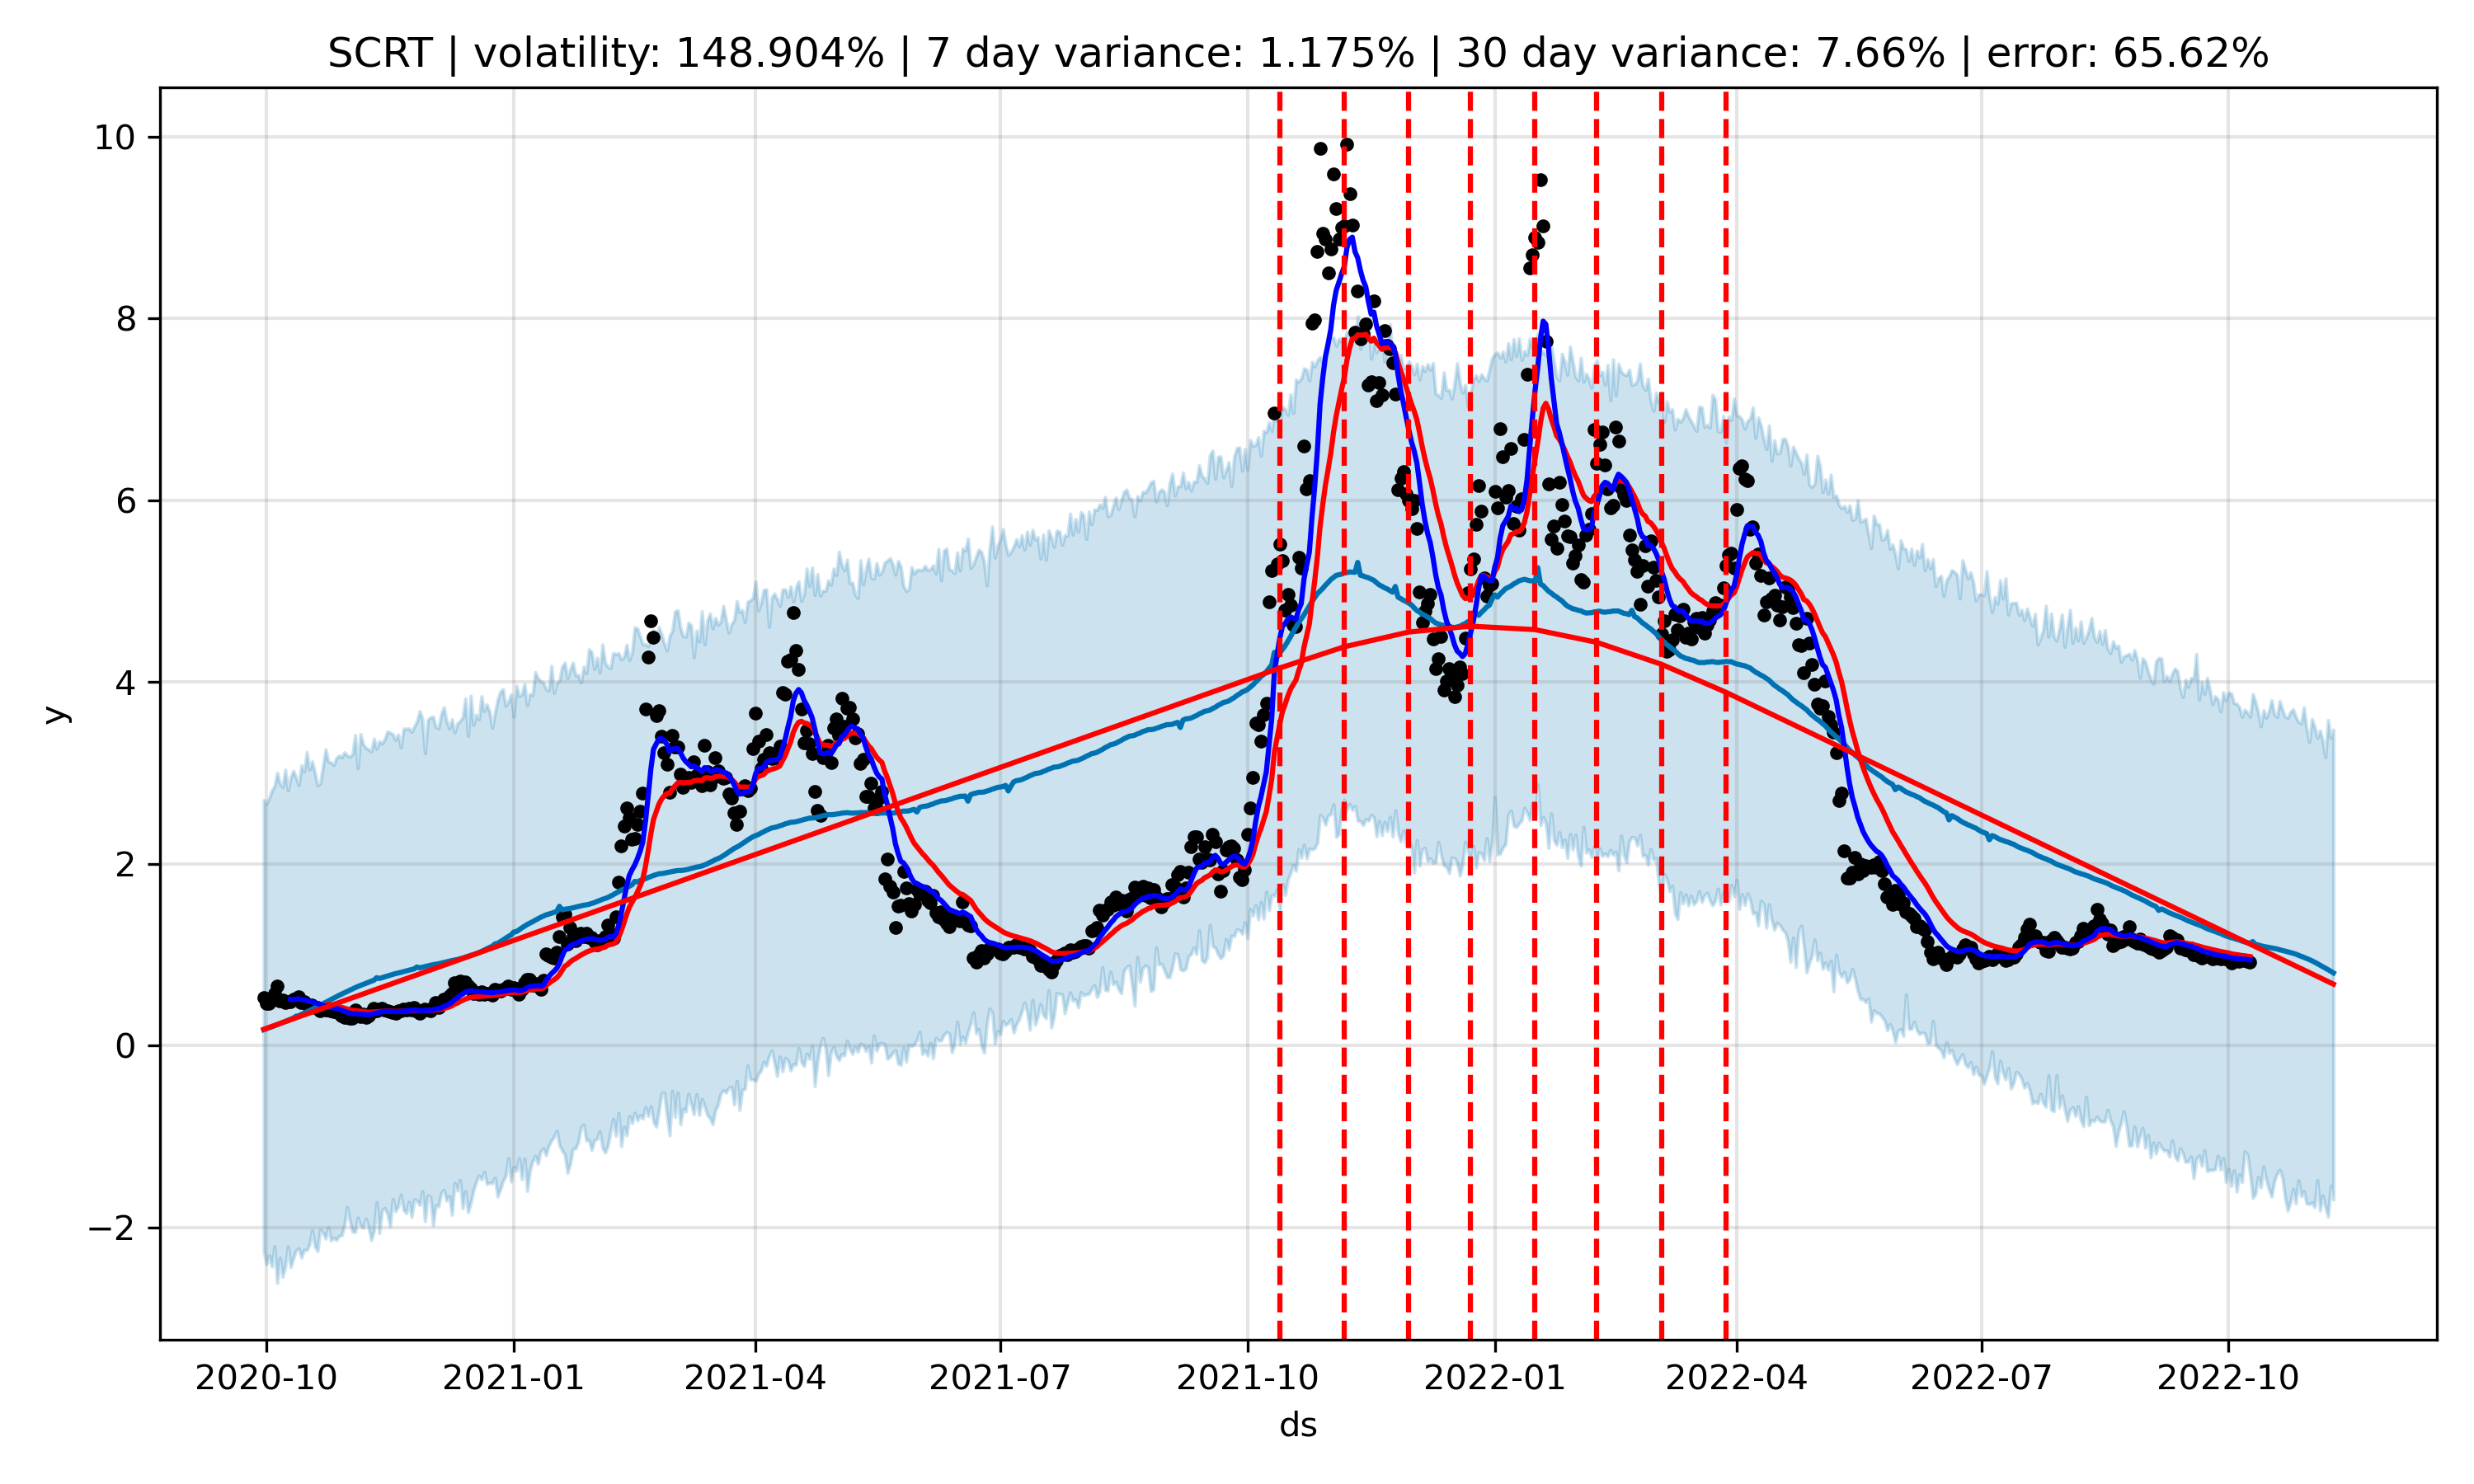 SCRT | volatility: 148.904% | 7 day variance: 1.175% | 30 day variance: 7.66% | error: 65.62%
10
8
6
4
2
0
−2
y
2020-10 2021-01 2021-04 2021-07 2021-10 2022-01 2022-04 2022-07 2022-10
ds